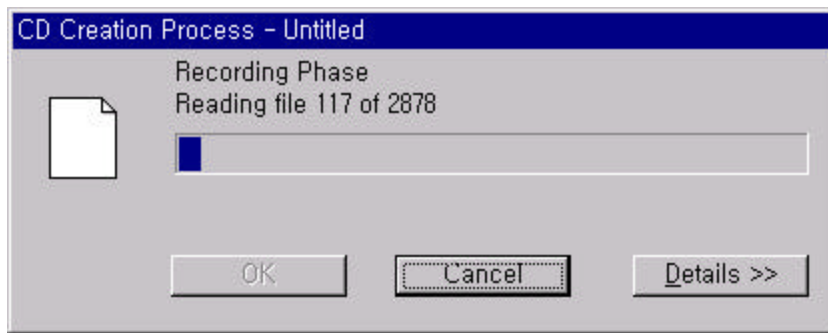 CD Creation Process - Untitled
Recording Phase
Reading file 117 of 2878
OK
Cancel
Details >>